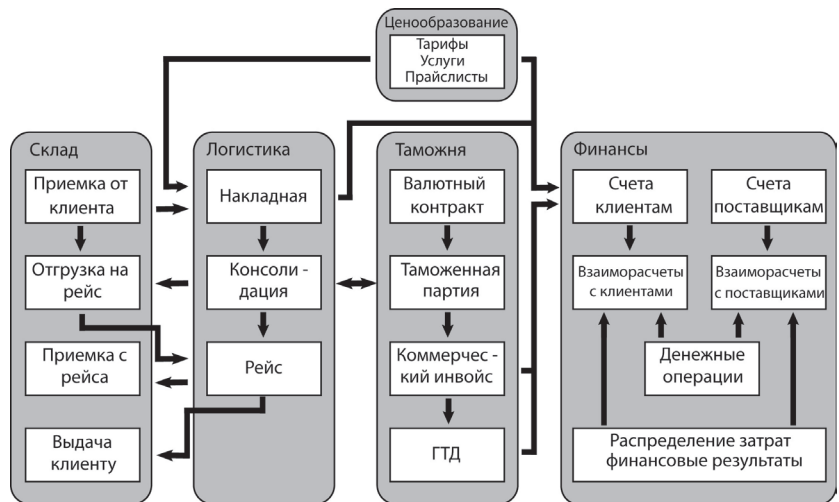 Ценообразование
Тарифы
Услуги
Прайслисты
Склад
Приемка от
клиента
Отгрузка на
рейс
Приемка с
рейса
Выдача
клиенту
Логистика
Накладная
Консоли -
дация
Рейс
Таможня
Валютный
контракт
Таможенная
партия
Коммерчес -
кий инвойс
ГТД
Финансы
Счета
клиентам
Счета
поставщикам
Взаиморасчеты
с клиентами
Взаиморасчеты
с поставщиками
Денежные
операции
Распределение затрат
финансовые результаты